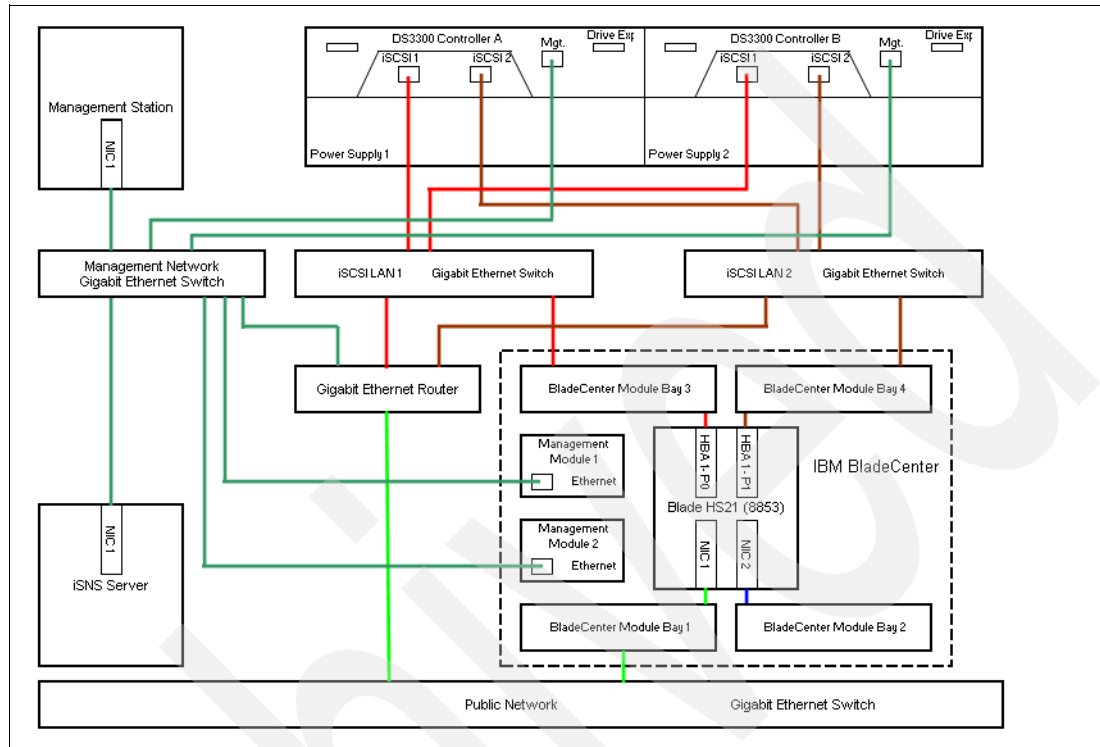 DS3300 Controller A
Mgt.
Drive Exp
iSCSI 1
iSCSI 2
DS3300 Controller B
Mgt.
Drive Exp
iSCSI 1
iSCSI 2
Power Supply 1
Power Supply 2
Management Station
NIC 1
Management Network
Gigabit Ethernet Switch
iSCSI LAN 1 Gigabit Ethernet Switch
iSCSI LAN 2 Gigabit Ethernet Switch
Gigabit Ethernet Router
BladeCenter Module Bay 3
BladeCenter Module Bay 4
Management
Module 1
Ethernet
HBA 1 - P0
HBA 1 - P1
IBM BladeCenter
Blade HS21 (8853)
Management
Module 2
Ethernet
NIC 1
NIC 2
NIC 1
iSNS Server
BladeCenter Module Bay 1
BladeCenter Module Bay 2
Public Network Gigabit Ethernet Switch